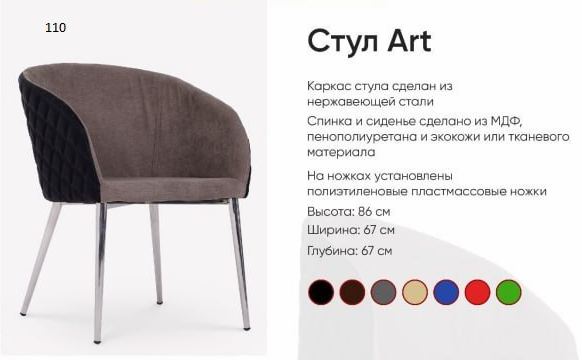 110
Стул Art
Каркас стула сделан из
нержавеющей стали
Спинка и сиденье сделано из МДФ,
пенополиуретана и экокожи или тканевого
материала
На ножках установлены
полиэтиленовые пластмассовые ножки
Высота: 86 см
Ширина: 67 см
Глубина: 67 см